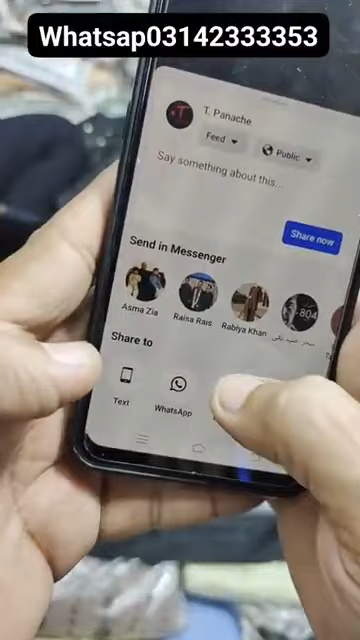 Whatsap03142333353
T. Panache
Feed
Public
Say something about this...
Share now
Send in Messenger
Asma Zia
Raisa Rais
Rabiya Khan
-804
Share to
Text
WhatsApp